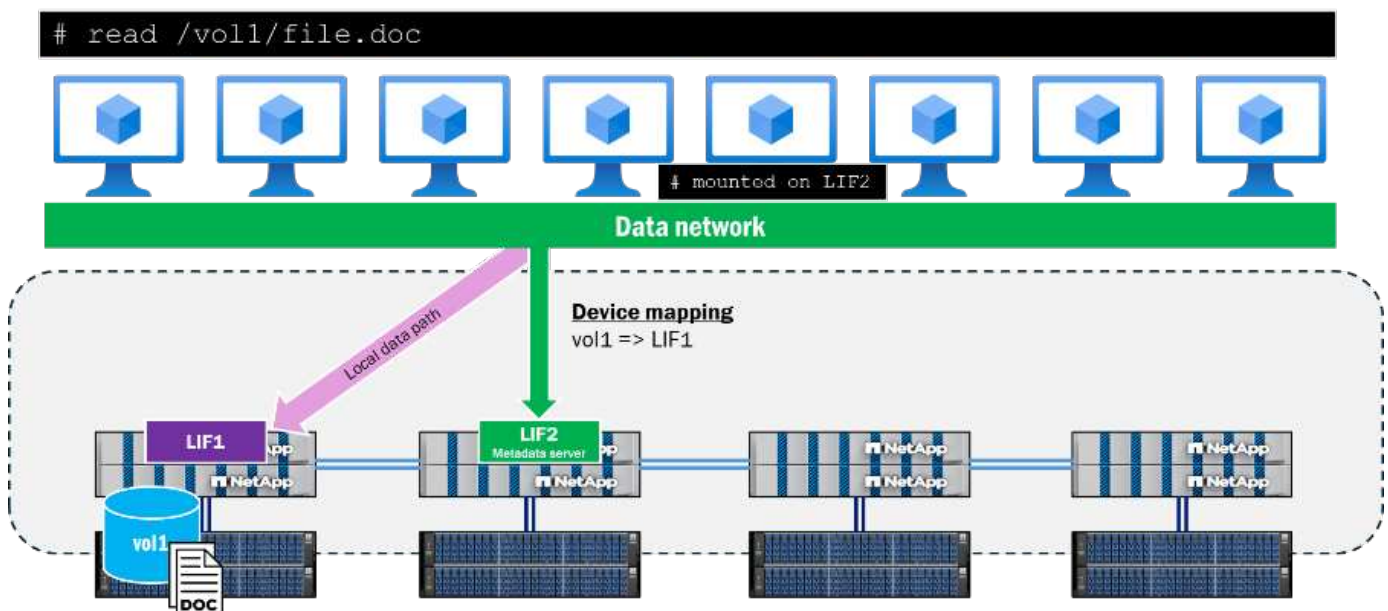 # read /vol1/file.doc
# mounted on LIF2
Data network
Local data path
Device mapping
vol1 => LIF1
LIF1
LIF2
Metadata server
App
NetApp
NetApp
NetApp
NetApp
NetApp
NetApp
vol1
DOC